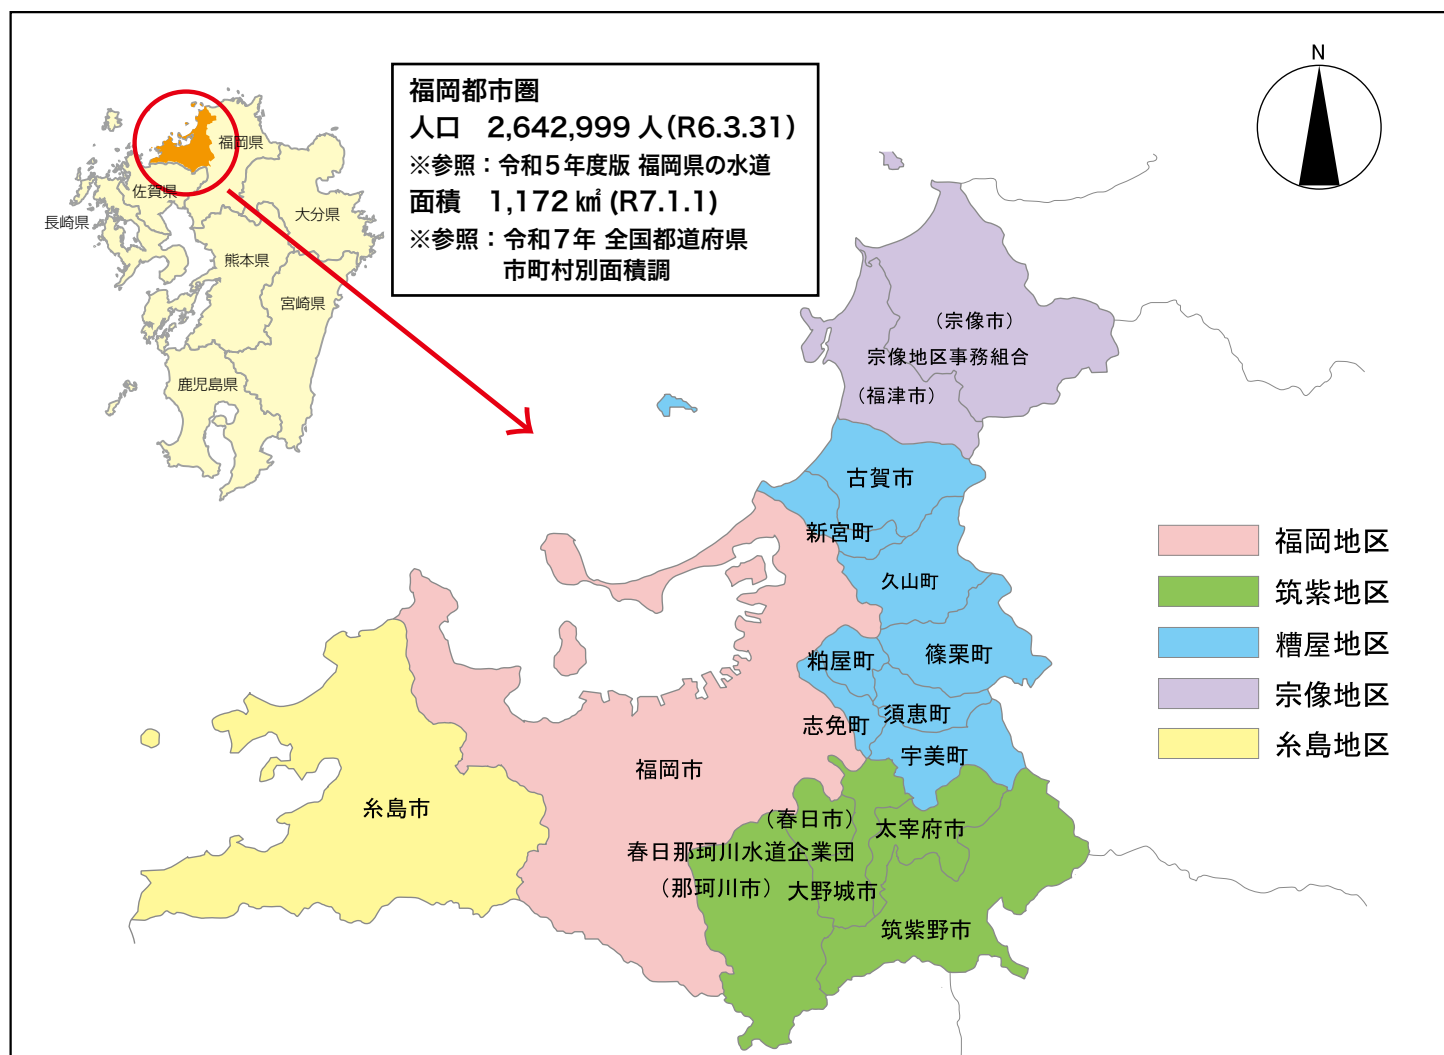 福岡都市圏
人口 2,642,999人(R6.3.31)
※参照：令和５年度版 福岡県の水道
面積 1,172㎢ (R7.1.1)
※参照：令和７年 全国都道府県
市町村別面積調
N
福岡県
佐賀県
長崎県
大分県
熊本県
宮崎県
鹿児島県
（宗像市）
宗像地区事務組合
（福津市）
古賀市
新宮町
久山町
粕屋町
篠栗町
志免町
須恵町
宇美町
福岡市
糸島市
（春日市）
太宰府市
春日那珂川水道企業団
（那珂川市）
大野城市
筑紫野市
福岡地区
筑紫地区
糟屋地区
宗像地区
糸島地区